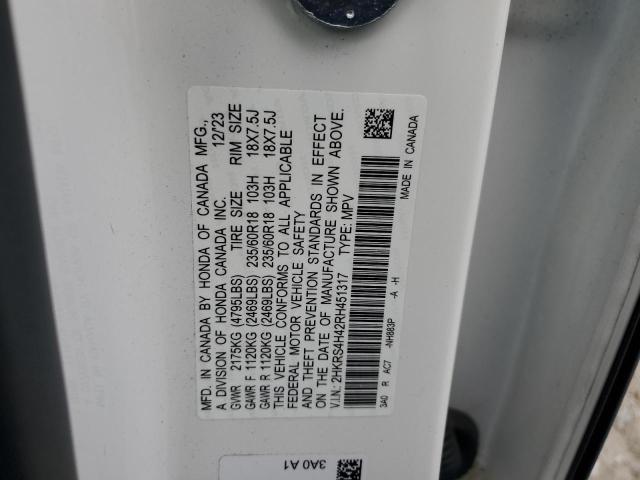 MFD. IN CANADA BY HONDA OF CANADA MFG.,
A DIVISION OF HONDA CANADA INC. 12/23
GVWR 2175KG (4795LBS) TIRE SIZE RIM SIZE
GAWR F 1120KG (2469LBS) 235/60R18 103H 18X7.5J
GAWR R 1120KG (2469LBS) 235/60R18 103H 18X7.5J
THIS VEHICLE CONFORMS TO ALL APPLICABLE
FEDERAL MOTOR VEHICLE SAFETY
AND THEFT PREVENTION STANDARDS IN EFFECT
ON THE DATE OF MANUFACTURE SHOWN ABOVE.
V.I.N.: 2HKRS4H42RH451317 TYPE: MPV
3A0 R AC7 -NH883P -A -H MADE IN CANADA
3A0 A1